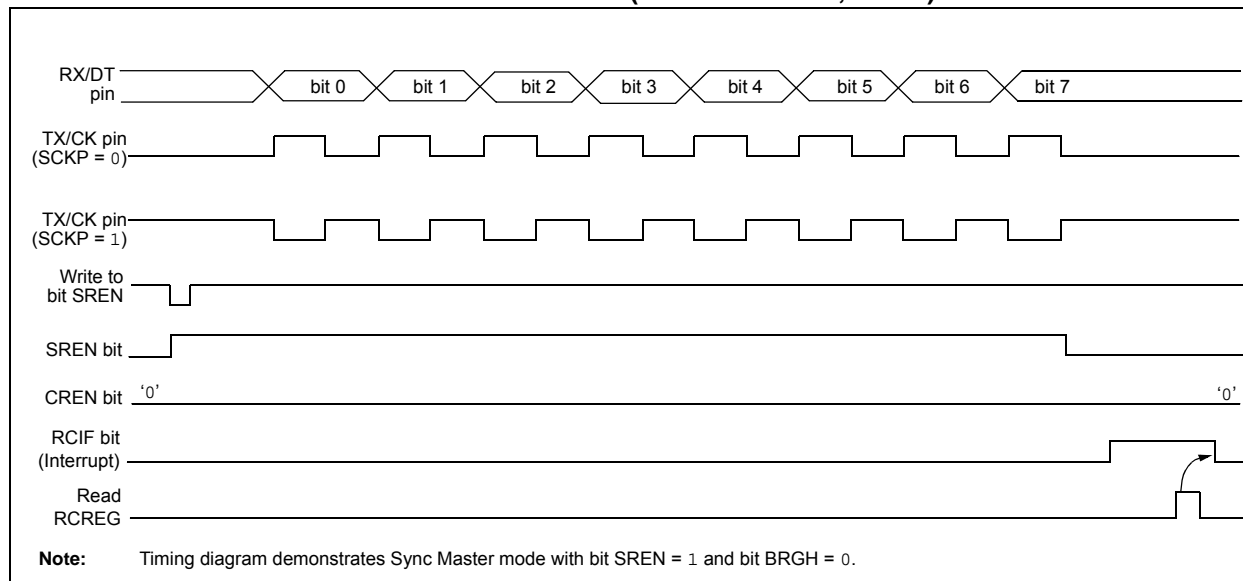 RX/DT
pin
bit 0 bit 1 bit 2 bit 3 bit 4 bit 5 bit 6 bit 7
TX/CK pin
(SCKP = 0)
TX/CK pin
(SCKP = 1)
Write to
bit SREN
SREN bit
CREN bit ‘0’ ‘0’
RCIF bit
(Interrupt)
Read
RCREG
Note: Timing diagram demonstrates Sync Master mode with bit SREN = 1 and bit BRGH = 0.